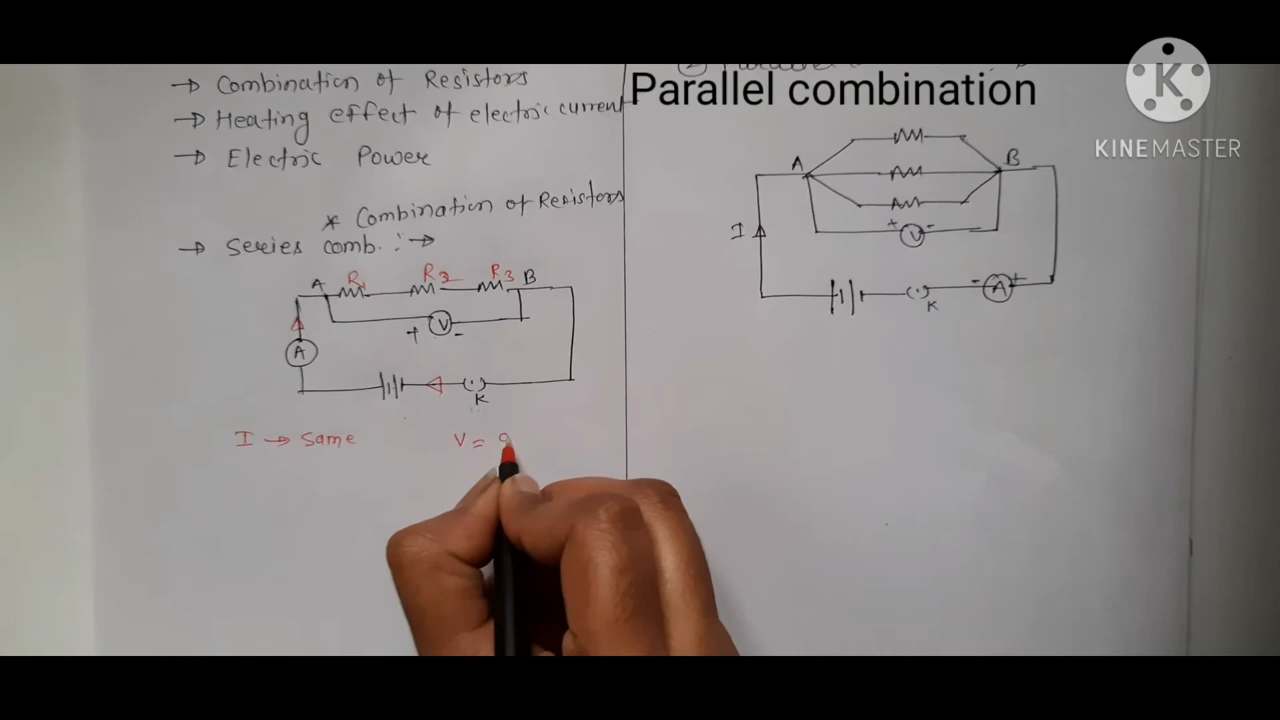 → Combination of Resistors
→ Heating effect of electric current
→ Electric Power
* Combination of Resistors
→ Series comb. :→
A R1 R2 R3 B
+ V -
A
K
I → Same V =
Parallel combination
A B
+ V -
I
- A +
K
K
KINEMASTER